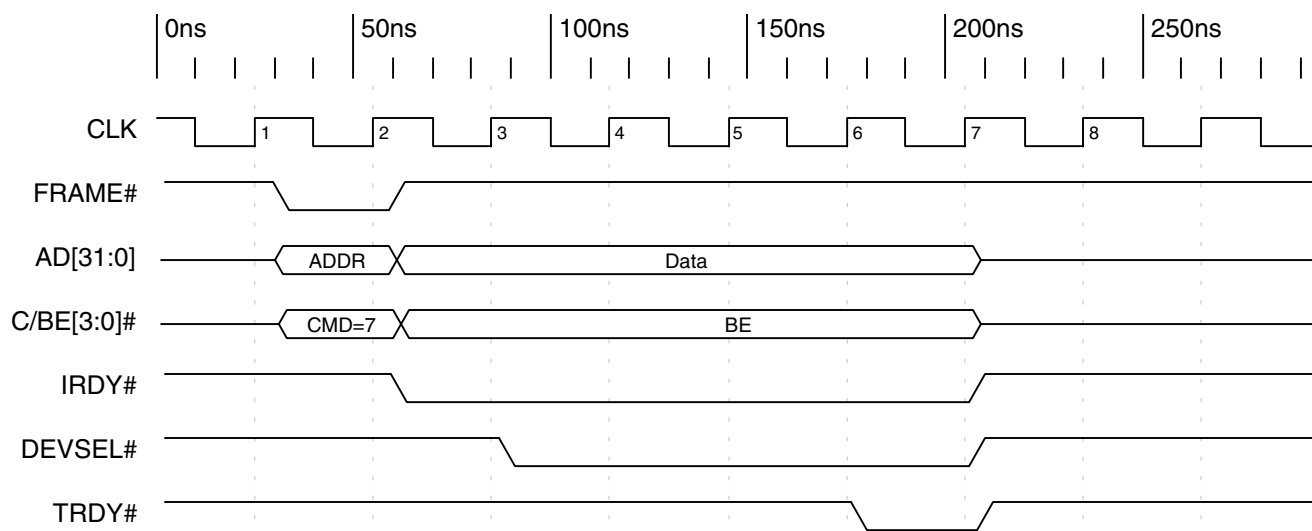 0ns 50ns 100ns 150ns 200ns 250ns
CLK 1 2 3 4 5 6 7 8
FRAME#
AD[31:0] ADDR Data
C/BE[3:0]# CMD=7 BE
IRDY#
DEVSEL#
TRDY#